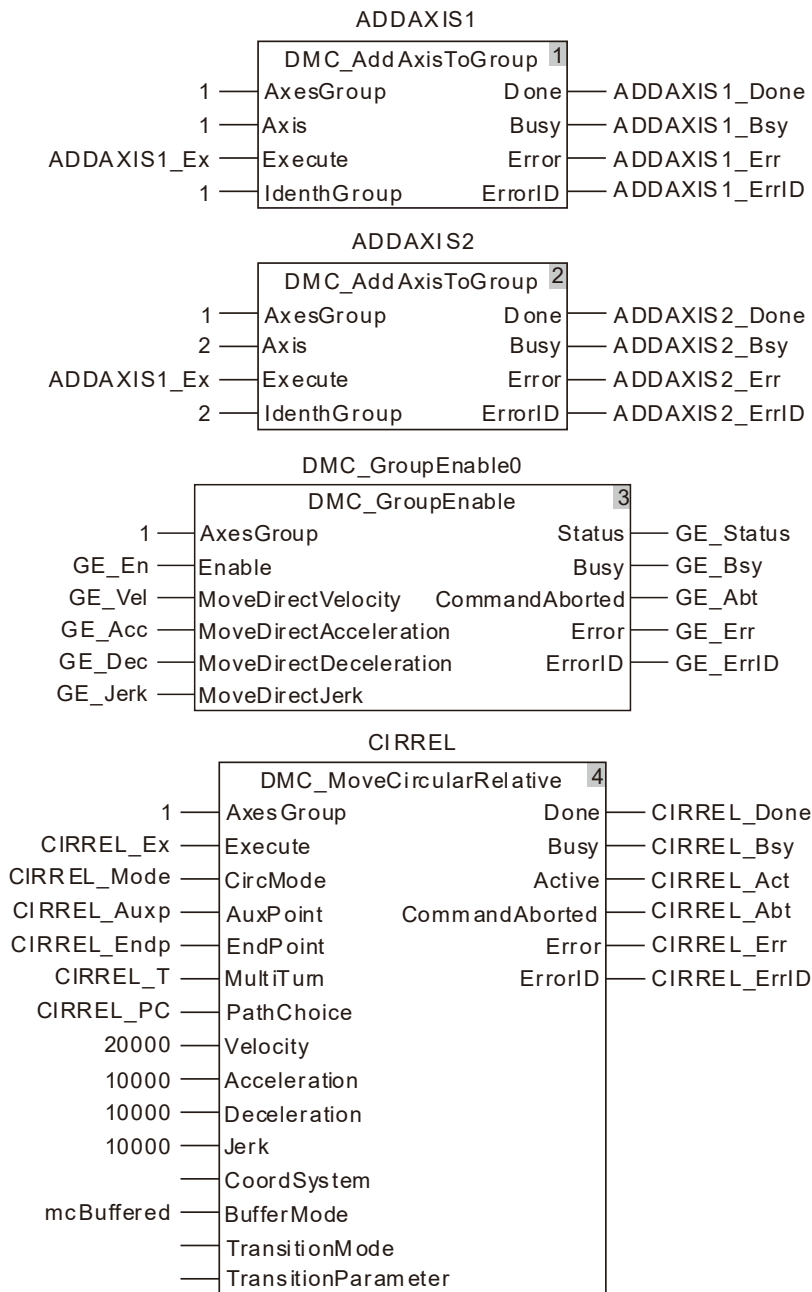 ADDAXIS1
DMC_AddAxisToGroup 1
1 AxesGroup Done ADDAXIS1_Done
1 Axis Busy ADDAXIS1_Bsy
ADDAXIS1_Ex Execute Error ADDAXIS1_Err
1 IdenthGroup ErrorID ADDAXIS1_ErrID
ADDAXIS2
DMC_AddAxisToGroup 2
1 AxesGroup Done ADDAXIS2_Done
2 Axis Busy ADDAXIS2_Bsy
ADDAXIS1_Ex Execute Error ADDAXIS2_Err
2 IdenthGroup ErrorID ADDAXIS2_ErrID
DMC_GroupEnable0
DMC_GroupEnable 3
1 AxesGroup Status GE_Status
GE_En Enable Busy GE_Bsy
GE_Vel MoveDirectVelocity CommandAborted GE_Abt
GE_Acc MoveDirectAcceleration Error GE_Err
GE_Dec MoveDirectDeceleration ErrorID GE_ErrID
GE_Jerk MoveDirectJerk
CIRREL
DMC_MoveCircularRelative 4
1 AxesGroup Done CIRREL_Done
CIRREL_Ex Execute Busy CIRREL_Bsy
CIRREL_Mode CircMode Active CIRREL_Act
CIRREL_Auxp AuxPoint CommandAborted CIRREL_Abt
CIRREL_Endp EndPoint Error CIRREL_Err
CIRREL_T MultiTurn ErrorID CIRREL_ErrID
CIRREL_PC PathChoice
20000 Velocity
10000 Acceleration
10000 Deceleration
10000 Jerk
CoordSystem
mcBuffered BufferMode
TransitionMode
TransitionParameter